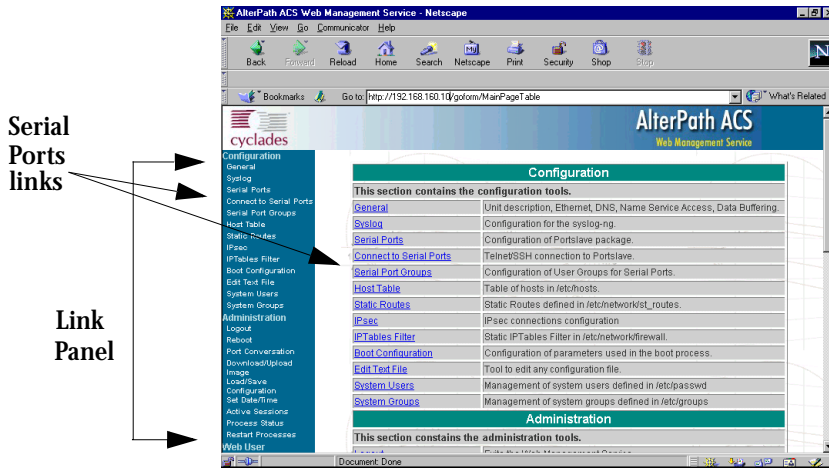 AlterPath ACS Web Management Service - Netscape
File Edit View Go Communicator Help
Back Forward Reload Home Search Netscape Print Security Shop Stop
N
Bookmarks Go to: http://192.168.160.10/goform/MainPageTable What's Related
cyclades
AlterPath ACS
Web Management Service
Serial
Ports
links
Link
Panel
Configuration
General
Syslog
Serial Ports
Connect to Serial Ports
Serial Port Groups
Host Table
Static Routes
IPsec
IPTables Filter
Boot Configuration
Edit Text File
System Users
System Groups
Administration
Logout
Reboot
Port Conversation
Download/Upload
Image
Load/Save
Configuration
Set Date/Time
Active Sessions
Process Status
Restart Processes
Web User
Configuration
This section contains the configuration tools.
General Unit description, Ethernet, DNS, Name Service Access, Data Buffering.
Syslog Configuration for the syslog-ng.
Serial Ports Configuration of Portslave package.
Connect to Serial Ports Telnet/SSH connection to Portslave.
Serial Port Groups Configuration of User Groups for Serial Ports.
Host Table Table of hosts in /etc/hosts.
Static Routes Static Routes defined in /etc/network/st_routes.
IPsec IPsec connections configuration
IPTables Filter Static IPTables Filter in /etc/network/firewall.
Boot Configuration Configuration of parameters used in the boot process.
Edit Text File Tool to edit any configuration file.
System Users Management of system users defined in /etc/passwd
System Groups Management of system groups defined in /etc/groups
Administration
This section constains the administration tools.
Logout Exits the Web Management Service
Document: Done